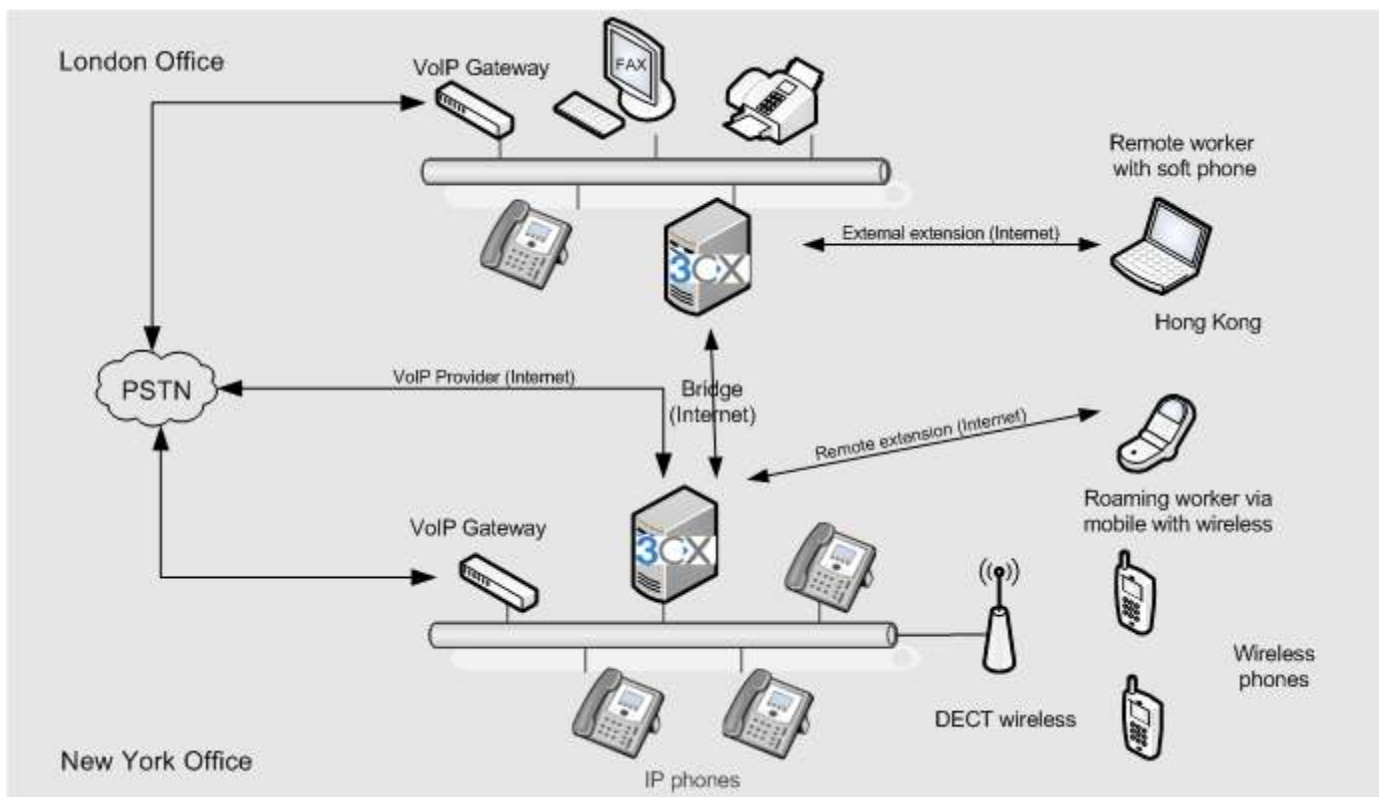 London Office
VoIP Gateway
FAX
Remote worker
with soft phone
External extension (Internet)
3CX
Hong Kong
PSTN
VoIP Provider (Internet)
Bridge
(Internet)
Remote extension (Internet)
Roaming worker via
mobile with wireless
VoIP Gateway
3CX
Wireless
phones
DECT wireless
New York Office
IP phones